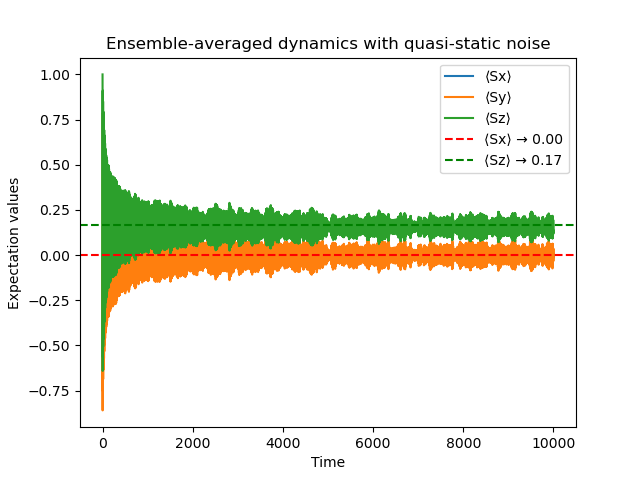 Ensemble-averaged dynamics with quasi-static noise
Expectation values
1.00
0.75
0.50
0.25
0.00
−0.25
−0.50
−0.75
⟨Sx⟩
⟨Sy⟩
⟨Sz⟩
⟨Sx⟩ → 0.00
⟨Sz⟩ → 0.17
0
2000
4000
6000
8000
10000
Time